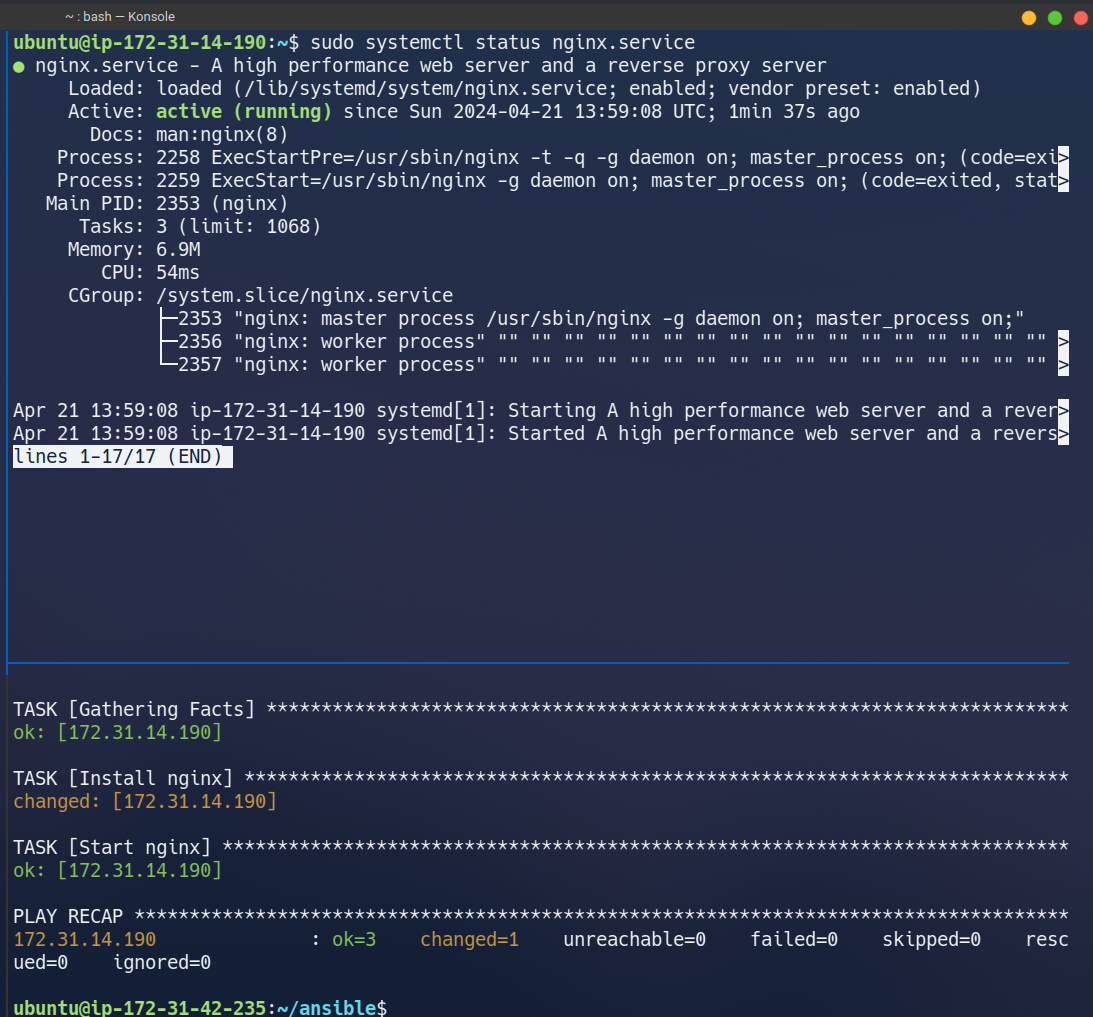 ~ : bash — Konsole
ubuntu@ip-172-31-14-190:~$ sudo systemctl status nginx.service
● nginx.service - A high performance web server and a reverse proxy server
     Loaded: loaded (/lib/systemd/system/nginx.service; enabled; vendor preset: enabled)
     Active: active (running) since Sun 2024-04-21 13:59:08 UTC; 1min 37s ago
       Docs: man:nginx(8)
    Process: 2258 ExecStartPre=/usr/sbin/nginx -t -q -g daemon on; master_process on; (code=exi>
    Process: 2259 ExecStart=/usr/sbin/nginx -g daemon on; master_process on; (code=exited, stat>
   Main PID: 2353 (nginx)
      Tasks: 3 (limit: 1068)
     Memory: 6.9M
        CPU: 54ms
     CGroup: /system.slice/nginx.service
             ├─2353 "nginx: master process /usr/sbin/nginx -g daemon on; master_process on;"
             ├─2356 "nginx: worker process" "" "" "" "" "" "" "" "" "" "" "" "" "" "" "" "" "" >
             └─2357 "nginx: worker process" "" "" "" "" "" "" "" "" "" "" "" "" "" "" "" "" "" >
Apr 21 13:59:08 ip-172-31-14-190 systemd[1]: Starting A high performance web server and a rever>
Apr 21 13:59:08 ip-172-31-14-190 systemd[1]: Started A high performance web server and a revers>
lines 1-17/17 (END)
TASK [Gathering Facts] *************************************************************************
ok: [172.31.14.190]
TASK [Install nginx] ***************************************************************************
changed: [172.31.14.190]
TASK [Start nginx] *****************************************************************************
ok: [172.31.14.190]
PLAY RECAP *************************************************************************************
172.31.14.190              : ok=3    changed=1    unreachable=0    failed=0    skipped=0    resc
ued=0    ignored=0
ubuntu@ip-172-31-42-235:~/ansible$